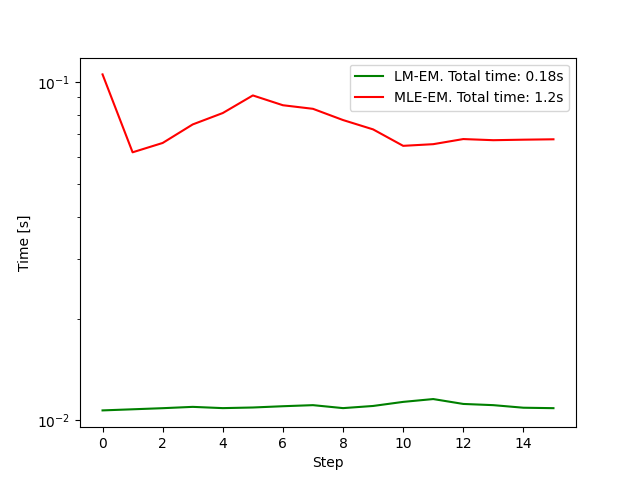 LM-EM. Total time: 0.18s
MLE-EM. Total time: 1.2s
10⁻¹
10⁻²
Time [s]
0 2 4 6 8 10 12 14
Step